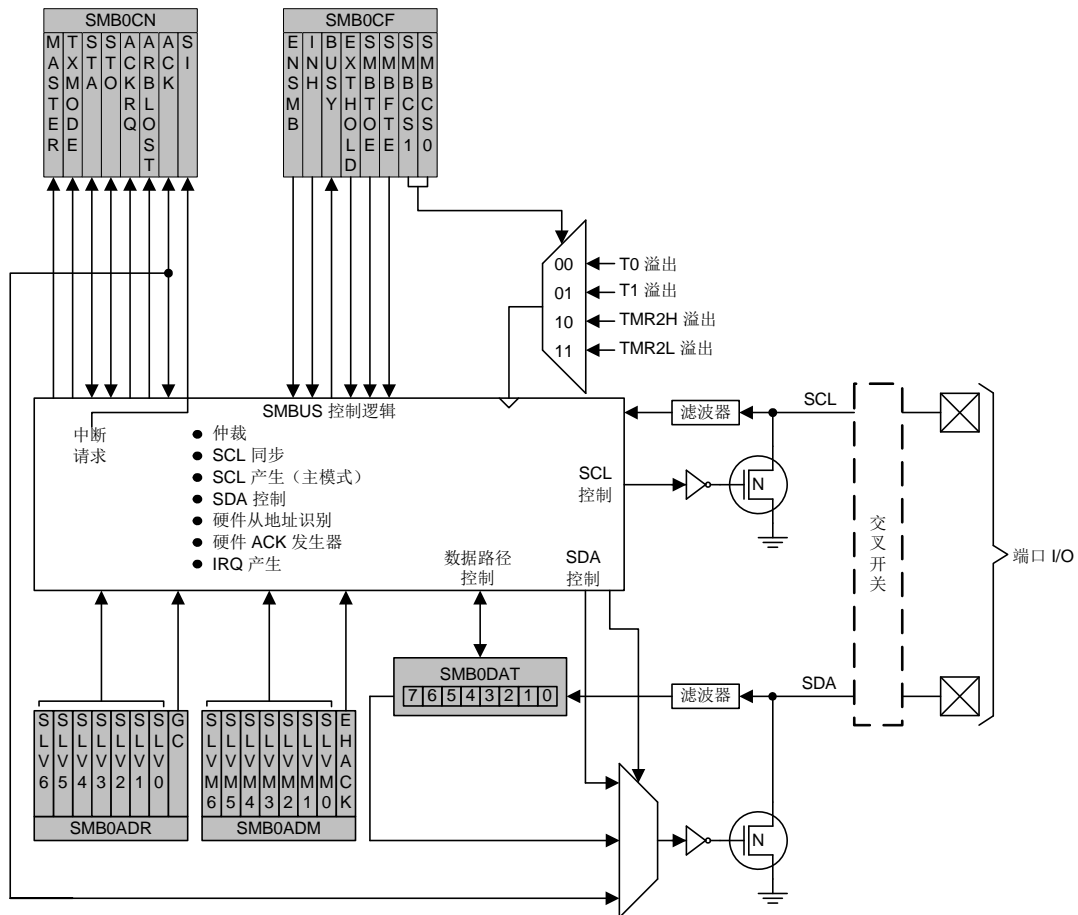 SMB0CN
MASTER
TXMODE
STA
STO
ACKRQ
ARBLOST
ACK
SI
SMB0CF
ENSMB
INH
BUSY
EXTHOLD
SMBTOE
SMBFTE
SMBCS1
SMBCS0
00
T0 溢出
01
T1 溢出
10
TMR2H 溢出
11
TMR2L 溢出
SMBUS 控制逻辑
中断
请求
● 仲裁
● SCL 同步
● SCL 产生（主模式）
● SDA 控制
● 硬件从地址识别
● 硬件 ACK 发生器
● IRQ 产生
SCL
控制
数据路径
控制
SDA
控制
滤波器
SCL
N
交叉开关
端口 I/O
SMB0DAT
7 6 5 4 3 2 1 0
滤波器
SDA
N
SLV6
SLV5
SLV4
SLV3
SLV2
SLV1
SLV0
GC
SMB0ADR
SLVM6
SLVM5
SLVM4
SLVM3
SLVM2
SLVM1
SLVM0
EHACK
SMB0ADM